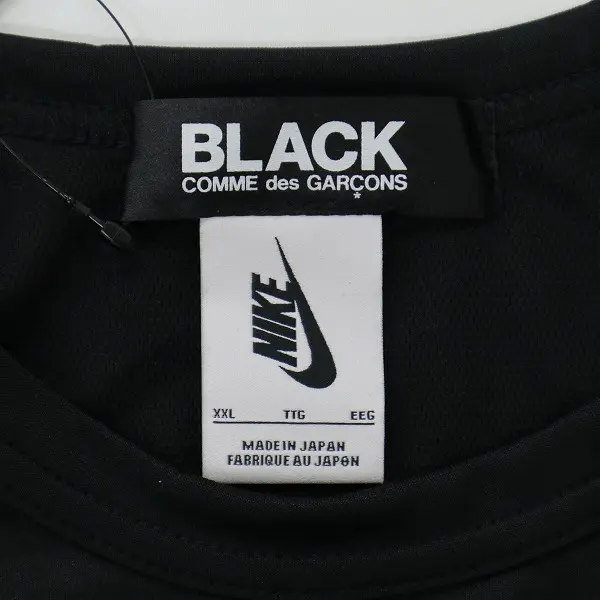 BLACK
COMME des GARÇONS
*
NIKE
XXL TTG EEG
MADE IN JAPAN
FABRIQUE AU JAPON